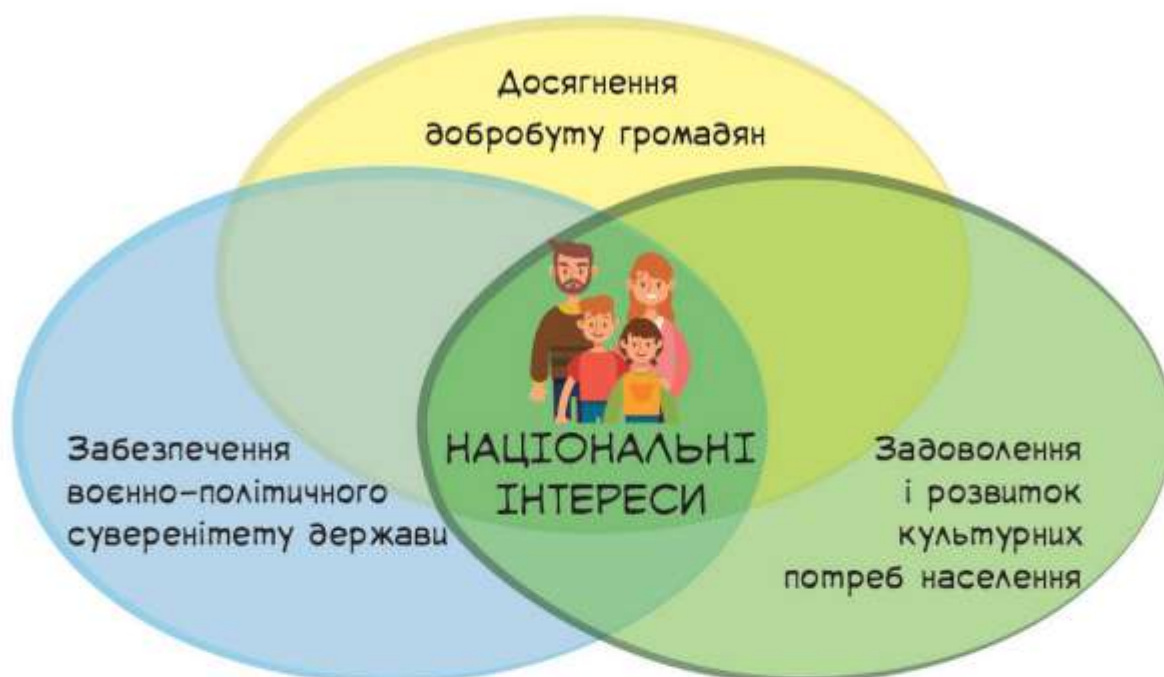 Досягнення
добробуту громадян
Забезпечення
воєнно-політичного
суверенітету держави
НАЦІОНАЛЬНІ
ІНТЕРЕСИ
Задоволення
і розвиток
культурних
потреб населення